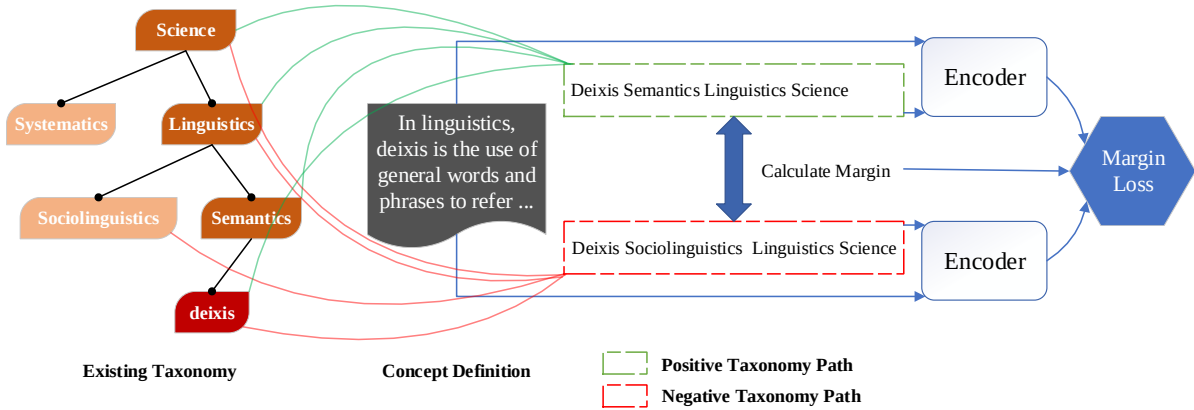 Science
Systematics
Linguistics
Sociolinguistics
Semantics
deixis
Existing Taxonomy
In linguistics,
deixis is the use of
general words and
phrases to refer ...
Concept Definition
Deixis Semantics Linguistics Science
Calculate Margin
Deixis Sociolinguistics Linguistics Science
Positive Taxonomy Path
Negative Taxonomy Path
Encoder
Encoder
Margin
Loss